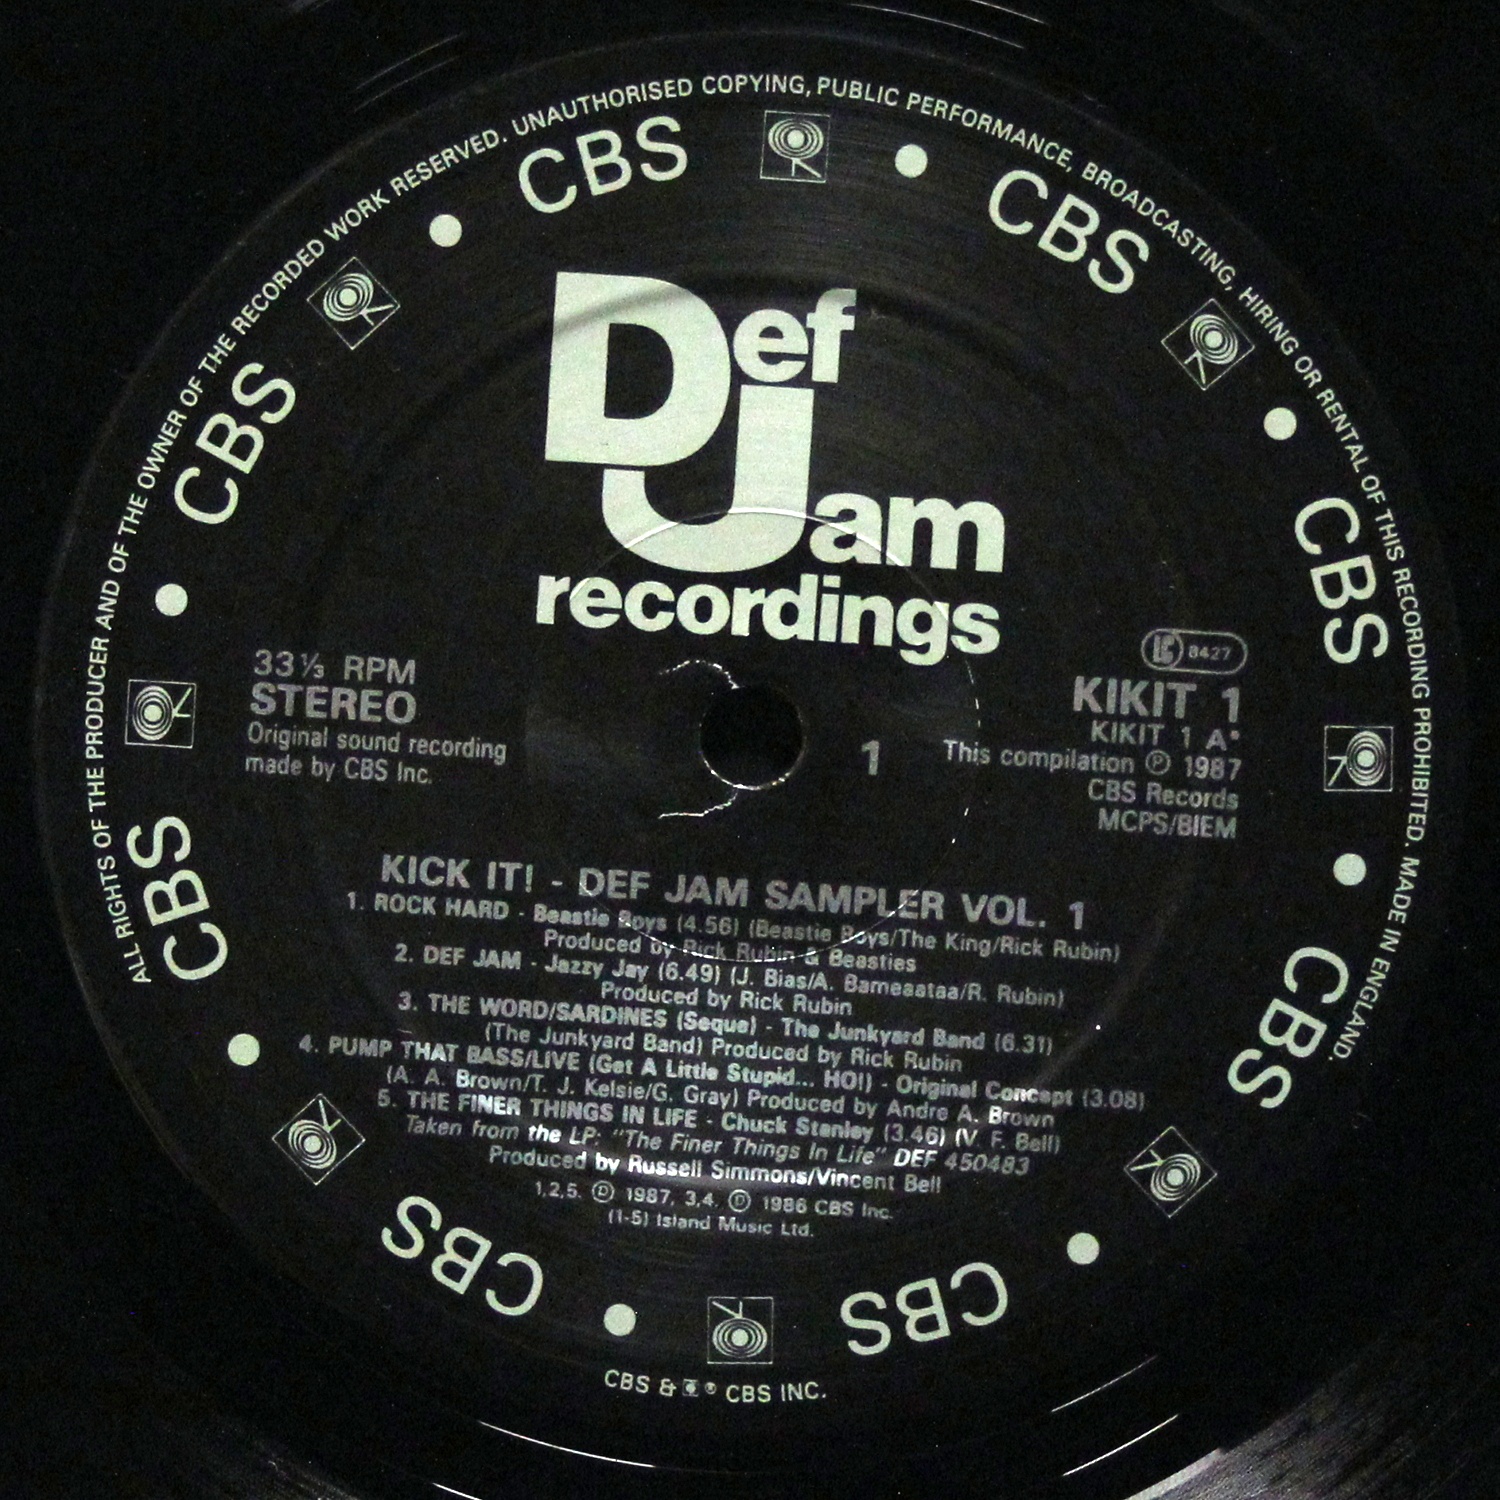 ALL RIGHTS OF THE PRODUCER AND OF THE OWNER OF THE RECORDED WORK RESERVED. UNAUTHORISED COPYING, PUBLIC PERFORMANCE, BROADCASTING, HIRING OR RENTAL OF THIS RECORDING PROHIBITED. MADE IN ENGLAND.
CBS
CBS
CBS
CBS
CBS
CBS
CBS
CBS
Def
Jam
recordings
33⅓ RPM
STEREO
Original sound recording
made by CBS Inc.
1
LC 8427
KIKIT 1
KIKIT 1 A*
This compilation ℗ 1987
CBS Records
MCPS/BIEM
KICK IT! - DEF JAM SAMPLER VOL. 1
1. ROCK HARD - Beastie Boys (4.56) (Beastie Boys/The King/Rick Rubin)
Produced by Rick Rubin & Beasties
2. DEF JAM - Jazzy Jay (6.49) (J. Bias/A. Bameaataa/R. Rubin)
Produced by Rick Rubin
3. THE WORD/SARDINES (Segue) - The Junkyard Band (6.31)
(The Junkyard Band) Produced by Rick Rubin
4. PUMP THAT BASS/LIVE (Get A Little Stupid... HO!) - Original Concept (3.08)
(A. A. Brown/T. J. Kelsie/G. Gray) Produced by Andre A. Brown
5. THE FINER THINGS IN LIFE - Chuck Stanley (3.46) (V. F. Bell)
Taken from the LP: "The Finer Things In Life" DEF 450483
Produced by Russell Simmons/Vincent Bell
1,2,5. ℗ 1987, 3,4. ℗ 1986 CBS Inc.
(1-5) Island Music Ltd.
CBS & ® CBS INC.